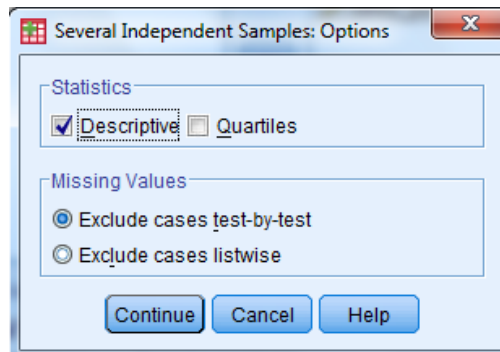 Several Independent Samples: Options
Statistics
Descriptive Quartiles
Missing Values
Exclude cases test-by-test
Exclude cases listwise
Continue Cancel Help